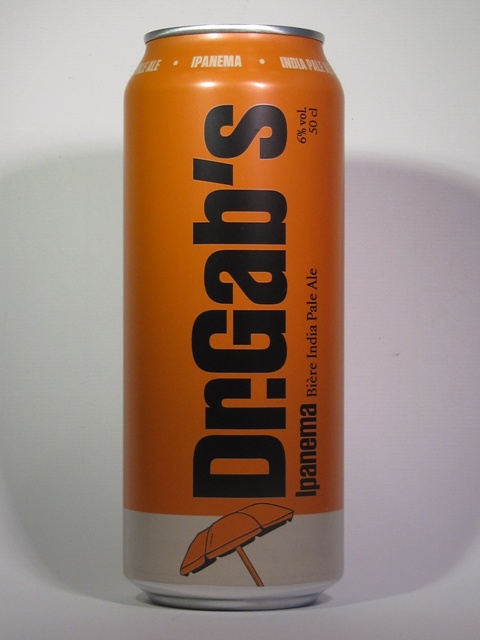 ALE • IPANEMA • INDIA PALE
Dr.Gab's
6% vol.
50 cl
Ipanema Bière India Pale Ale